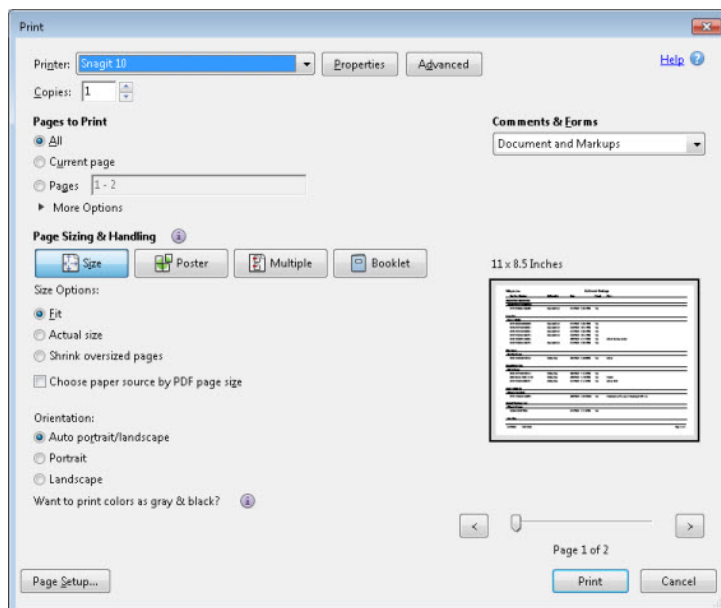 Print
Printer: Snagit 10 Properties Advanced Help
Copies: 1
Pages to Print Comments & Forms
All Document and Markups
Current page
Pages 1 - 2
More Options
Page Sizing & Handling
Size Poster Multiple Booklet
11 x 8.5 Inches
Size Options:
Fit
Actual size
Shrink oversized pages
Choose paper source by PDF page size
Orientation:
Auto portrait/landscape
Portrait
Landscape
Want to print colors as gray & black?
< >
Page 1 of 2
Page Setup... Print Cancel